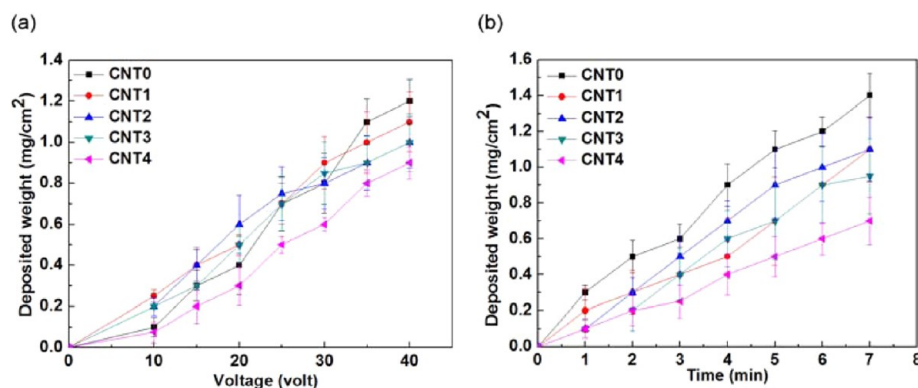 (a)
1.4
1.2
1.0
0.8
0.6
0.4
0.2
0.0
Deposited weight (mg/cm²)
CNT0
CNT1
CNT2
CNT3
CNT4
0
10
20
30
40
Voltage (volt)
(b)
1.6
1.4
1.2
1.0
0.8
0.6
0.4
0.2
0.0
Deposited weight (mg/cm²)
CNT0
CNT1
CNT2
CNT3
CNT4
0
1
2
3
4
5
6
7
8
Time (min)